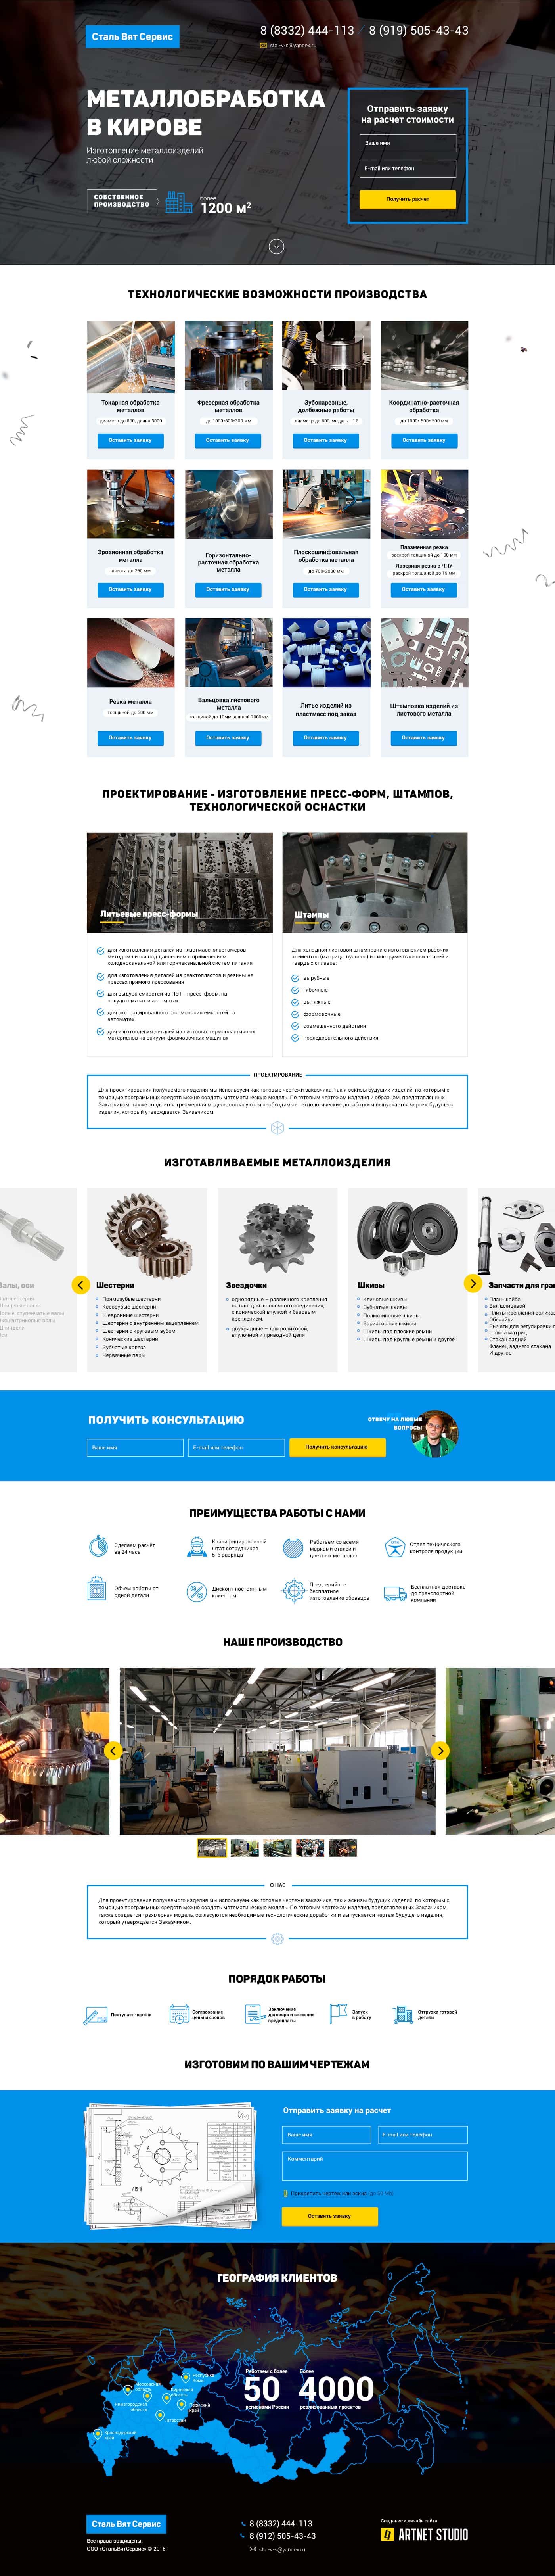 Сталь Вят Сервис
8 (8332) 444-113 / 8 (919) 505-43-43
stal-v-s@yandex.ru
МЕТАЛЛОБРАБОТКА
В КИРОВЕ
Изготовление металлоизделий
любой сложности
СОБСТВЕННОЕ
ПРОИЗВОДСТВО
более
1200 м²
Отправить заявку
на расчет стоимости
Ваше имя
E-mail или телефон
Получить расчет
ТЕХНОЛОГИЧЕСКИЕ ВОЗМОЖНОСТИ ПРОИЗВОДСТВА
Токарная обработка
металлов
диаметр до 800, длина 3000
Оставить заявку
Фрезерная обработка
металлов
до 1000×600×300 мм
Оставить заявку
Зубонарезные,
долбежные работы
диаметр до 600, модуль - 12
Оставить заявку
Координатно-расточная
обработка
до 1000× 500× 500 мм
Оставить заявку
Эрозионная обработка
металла
высота до 250 мм
Оставить заявку
Горизонтально-
расточная обработка
металла
Оставить заявку
Плоскошлифовальная
обработка металла
до 700×2000 мм
Оставить заявку
Плазменная резка
раскрой толщиной до 100 мм
Лазерная резка с ЧПУ
раскрой толщиной до 15 мм
Оставить заявку
Резка металла
толщиной до 500 мм
Оставить заявку
Вальцовка листового
металла
толщиной до 10мм, длиной 2500мм
Оставить заявку
Литье изделий из
пластмасс под заказ
Оставить заявку
Штамповка изделий из
листового металла
Оставить заявку
ПРОЕКТИРОВАНИЕ - ИЗГОТОВЛЕНИЕ ПРЕСС-ФОРМ, ШТАМПОВ,
ТЕХНОЛОГИЧЕСКОЙ ОСНАСТКИ
Литьевые пресс-формы
для изготовления деталей из пластмасс, эластомеров
методом литья под давлением с применением
холодноканальной или горячеканальной систем питания
для изготовления деталей из реактопластов и резины на
прессах прямого прессования
для выдува емкостей из ПЭТ - пресс-форм, на
полуавтоматах и автоматах
для экструдированного формования емкостей на
автоматах
для изготовления деталей из листовых термопластичных
материалов на вакуум-формовочных машинах
Штампы
Для холодной листовой штамповки с изготовлением рабочих
элементов (матрица, пуансон) из инструментальных сталей и
твердых сплавов:
вырубные
гибочные
вытяжные
формовочные
совмещенного действия
последовательного действия
ПРОЕКТИРОВАНИЕ
Для проектирования получаемого изделия мы используем как готовые чертежи заказчика, так и эскизы будущих изделий, по которым с
помощью программных средств можно создать математическую модель. По готовым чертежам изделия и образцам, представленных
Заказчиком, также создается трехмерная модель, согласуются необходимые технологические доработки и выпускается чертеж будущего
изделия, который утверждается Заказчиком.
ИЗГОТАВЛИВАЕМЫЕ МЕТАЛЛОИЗДЕЛИЯ
Валы, оси
Вал-шестерня
Шлицевые валы
Полые, ступенчатые валы
Эксцентриковые валы
Шпиндели
Шестерни
Прямозубые шестерни
Косозубые шестерни
Шевронные шестерни
Шестерни с внутренним зацеплением
Шестерни с круговым зубом
Конические шестерни
Зубчатые колеса
Червячные пары
Звездочки
однорядные – различного крепления
на вал: для шпоночного соединения,
с конической втулкой и базовым
креплением.
двухрядные – для роликовой,
втулочной и приводной цепи
Шкивы
Клиновые шкивы
Зубчатые шкивы
Поликлиновые шкивы
Вариаторные шкивы
Шкивы под плоские ремни
Шкивы под круглые ремни и другое
Запчасти для гран
План-шайба
Вал шлицевой
Плиты крепления роликов
Обечайки
Рычаги для регулировки
Шляпа матриц
Стакан задний
Фланец заднего стакана
И другое
ПОЛУЧИТЬ КОНСУЛЬТАЦИЮ
Ваше имя
E-mail или телефон
Получить консультацию
ОТВЕЧУ НА ЛЮБЫЕ
ВОПРОСЫ
ПРЕИМУЩЕСТВА РАБОТЫ С НАМИ
Сделаем расчёт
за 24 часа
Квалифицированный
штат сотрудников
5-6 разряда
Работаем со всеми
марками сталей и
цветных металлов
Отдел технического
контроля продукции
Объем работы от
одной детали
Дисконт постоянным
клиентам
Предсерийное
бесплатное
изготовление образцов
Бесплатная доставка
до транспортной
компании
НАШЕ ПРОИЗВОДСТВО
О НАС
Для проектирования получаемого изделия мы используем как готовые чертежи заказчика, так и эскизы будущих изделий, по которым с
помощью программных средств можно создать математическую модель. По готовым чертежам изделия, представленных Заказчиком,
также создается трехмерная модель, согласуются необходимые технологические доработки и выпускается чертеж будущего изделия,
который утверждается Заказчиком.
ПОРЯДОК РАБОТЫ
Поступает чертёж
Согласование
цены и сроков
Заключение
договора и внесение
предоплаты
Запуск
в работу
Отгрузка готовой
детали
ИЗГОТОВИМ ПО ВАШИМ ЧЕРТЕЖАМ
Отправить заявку на расчет
Ваше имя
E-mail или телефон
Комментарий
Прикрепить чертеж или эскиз
Оставить заявку
ГЕОГРАФИЯ КЛИЕНТОВ
Работаем с более
50
регионами России
Более
4000
реализованных проектов
Республика
Коми
Московская
область
Кировская
область
Нижегородская
область
Пермский
край
Татарстан
Краснодарский
край
Сталь Вят Сервис
Все права защищены.
ООО «СтальВятСервис» © 2016г
8 (8332) 444-113
8 (912) 505-43-43
stal-v-s@yandex.ru
Создание и дизайн сайта
ARTNET STUDIO